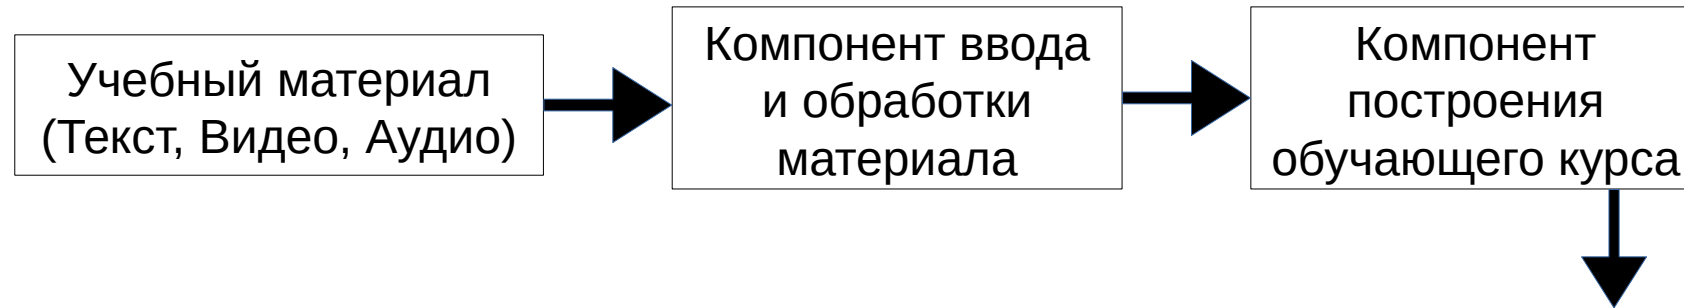 Учебный материал
(Текст, Видео, Аудио)
Компонент ввода
и обработки
материала
Компонент
построения
обучающего курса